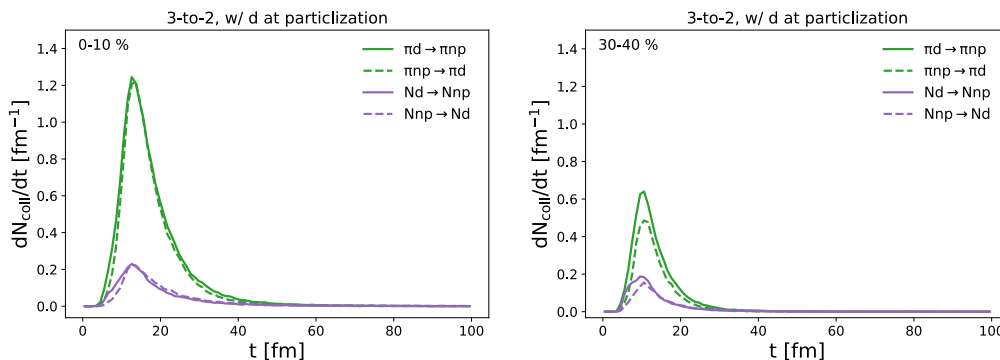 3-to-2, w/ d at particlization
0-10 %
πd → πnp
πnp → πd
Nd → Nnp
Nnp → Nd
dN_coll/dt [fm⁻¹]
1.4
1.2
1.0
0.8
0.6
0.4
0.2
0.0
0 20 40 60 80 100
t [fm]
3-to-2, w/ d at particlization
30-40 %
πd → πnp
πnp → πd
Nd → Nnp
Nnp → Nd
dN_coll/dt [fm⁻¹]
1.4
1.2
1.0
0.8
0.6
0.4
0.2
0.0
0 20 40 60 80 100
t [fm]